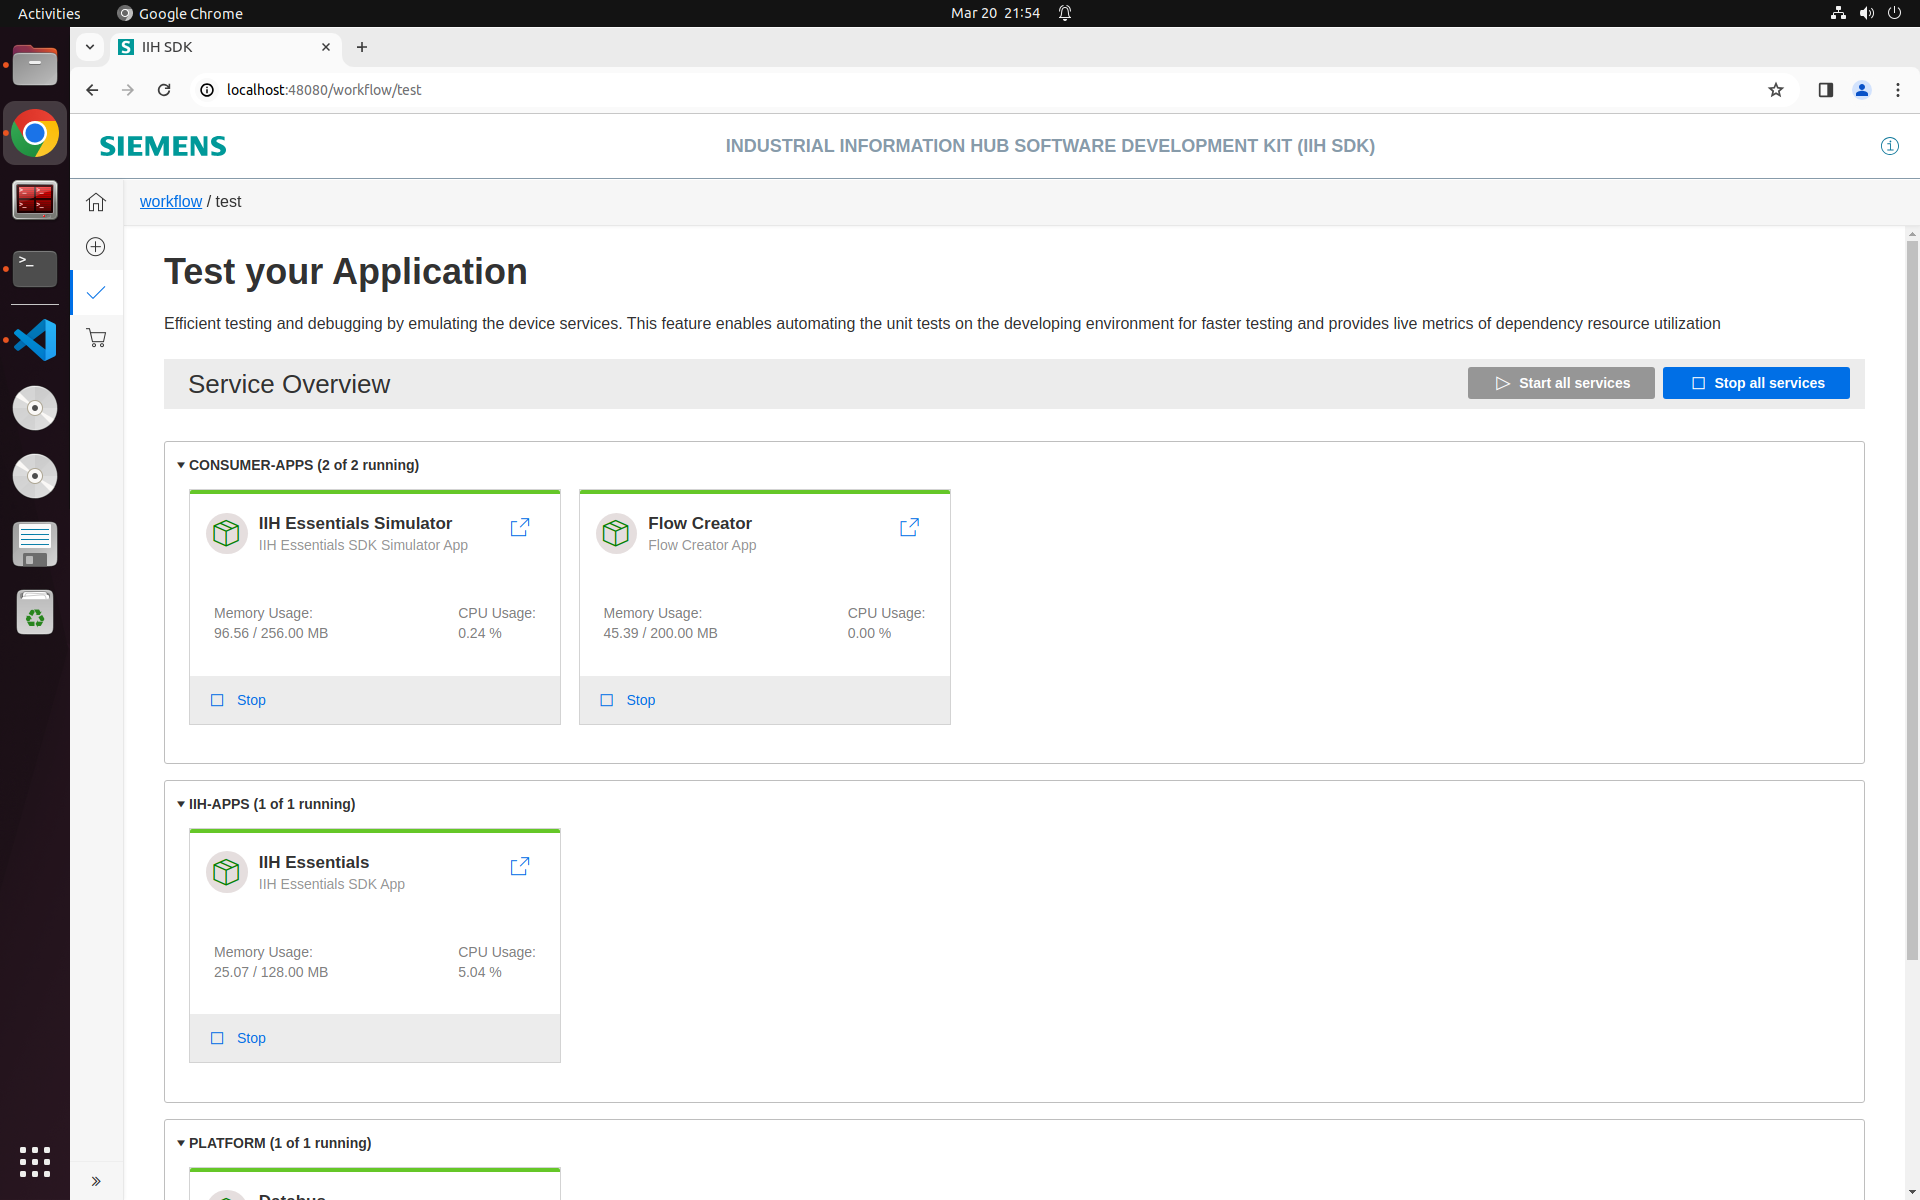 Activities
Google Chrome
Mar 20 21:54
IIH SDK
localhost:48080/workflow/test
SIEMENS
INDUSTRIAL INFORMATION HUB SOFTWARE DEVELOPMENT KIT (IIH SDK)
workflow / test
Test your Application
Efficient testing and debugging by emulating the device services. This feature enables automating the unit tests on the developing environment for faster testing and provides live metrics of dependency resource utilization
Service Overview
Start all services
Stop all services
CONSUMER-APPS (2 of 2 running)
IIH Essentials Simulator
IIH Essentials SDK Simulator App
Memory Usage:
96.56 / 256.00 MB
CPU Usage:
0.24 %
Stop
Flow Creator
Flow Creator App
Memory Usage:
45.39 / 200.00 MB
CPU Usage:
0.00 %
Stop
IIH-APPS (1 of 1 running)
IIH Essentials
IIH Essentials SDK App
Memory Usage:
25.07 / 128.00 MB
CPU Usage:
5.04 %
Stop
PLATFORM (1 of 1 running)
Databus